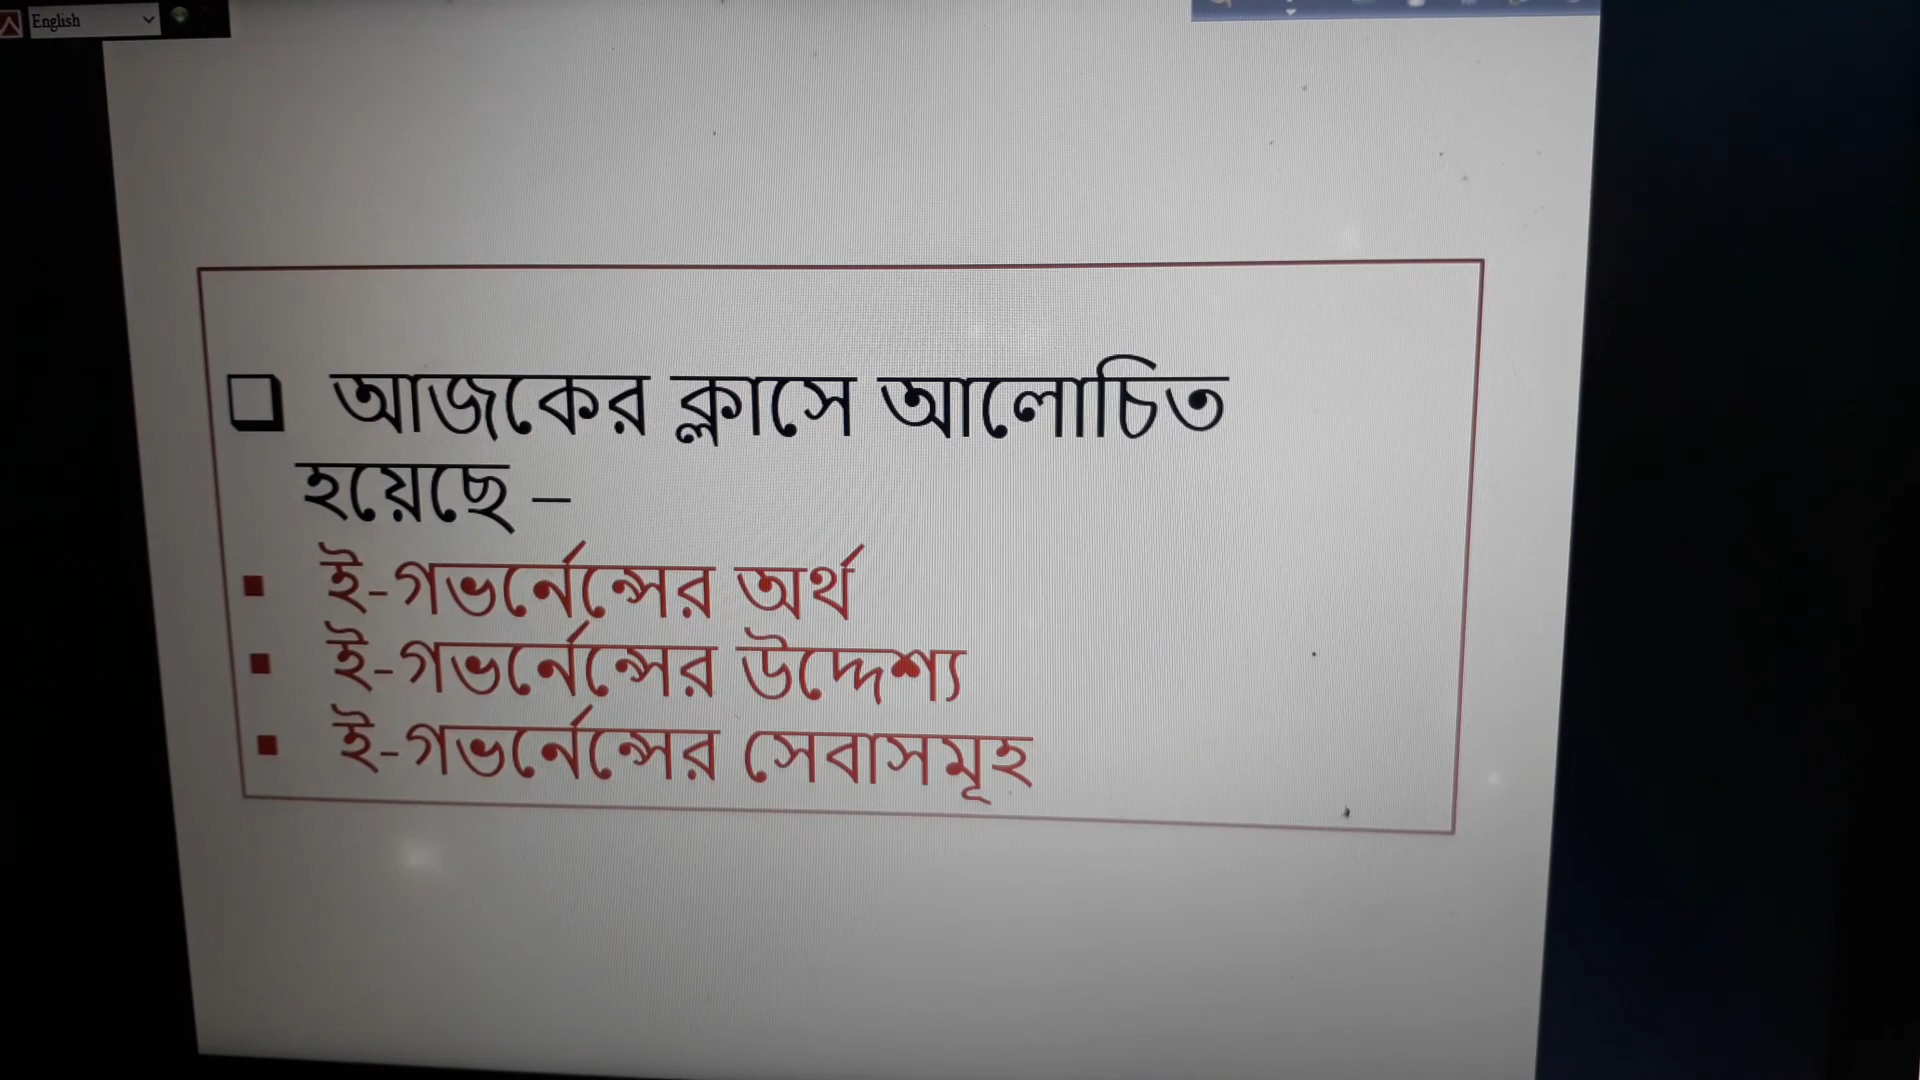 English
❑ আজকের ক্লাসে আলোচিত
হয়েছে –
▪ ই-গভর্নেন্সের অর্থ
▪ ই-গভর্নেন্সের উদ্দেশ্য
▪ ই-গভর্নেন্সের সেবাসমূহ